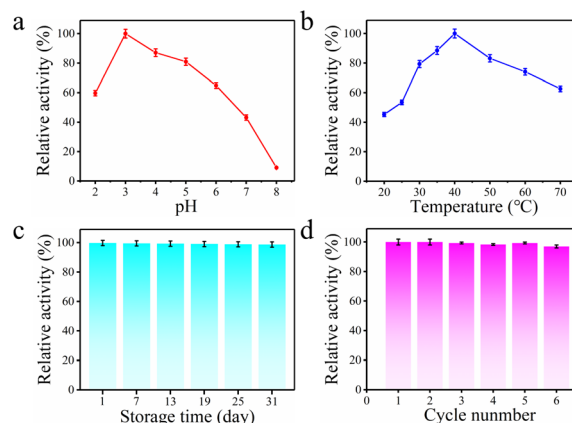 a
Relative activity (%)
100
80
60
40
20
0
2 3 4 5 6 7 8
pH
b
Relative activity (%)
120
100
80
60
40
20
0
20 30 40 50 60 70
Temperature (°C)
c
Relative activity (%)
100
80
60
40
20
0
1 7 13 19 25 31
Storage time (day)
d
Relative activity (%)
100
80
60
40
20
0
0 1 2 3 4 5 6
Cycle nunmber